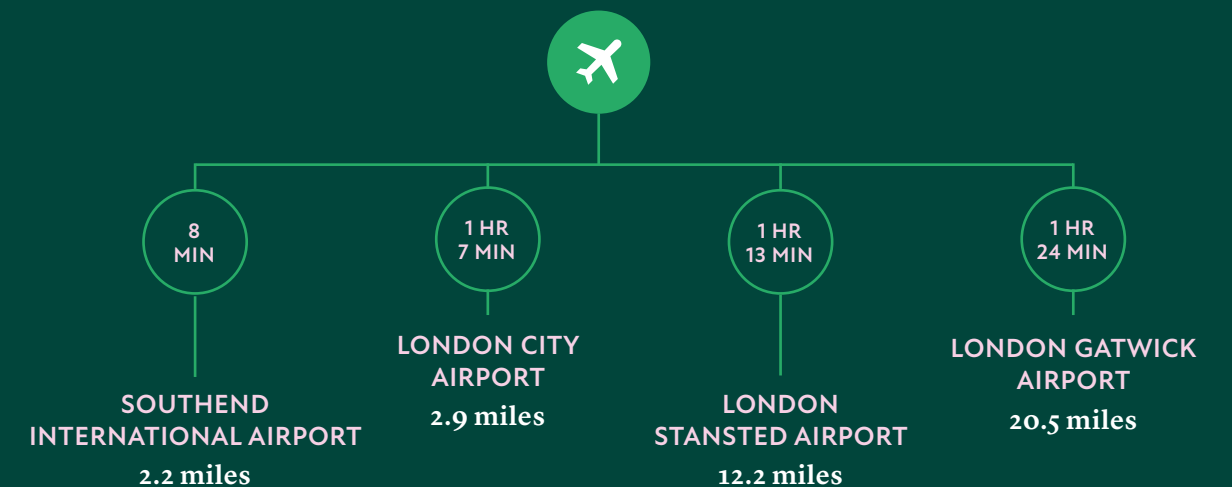 8
MIN
1 HR
7 MIN
1 HR
13 MIN
1 HR
24 MIN
SOUTHEND
INTERNATIONAL AIRPORT
2.2 miles
LONDON CITY
AIRPORT
2.9 miles
LONDON
STANSTED AIRPORT
12.2 miles
LONDON GATWICK
AIRPORT
20.5 miles